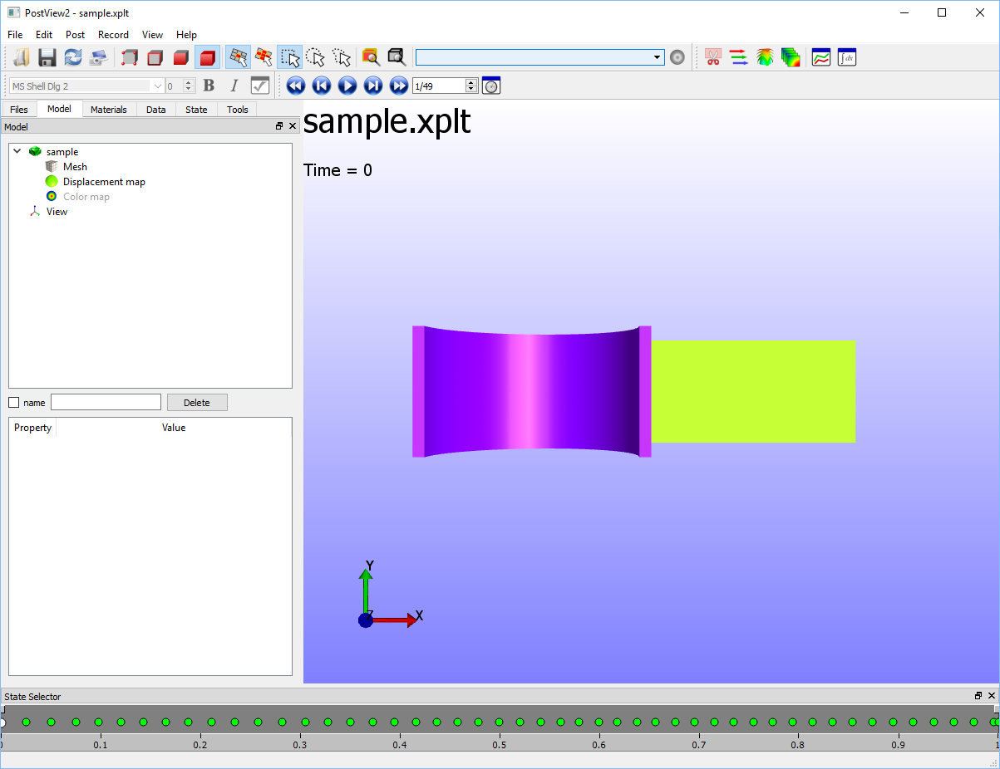 PostView2 - sample.xplt
File Edit Post Record View Help
MS Shell Dlg 2 0 B I 1/49
Files Model Materials Data State Tools
Model
sample
Mesh
Displacement map
Color map
View
name Delete
Property Value
sample.xplt
Time = 0
Y
Z X
State Selector
0.1 0.2 0.3 0.4 0.5 0.6 0.7 0.8 0.9 1